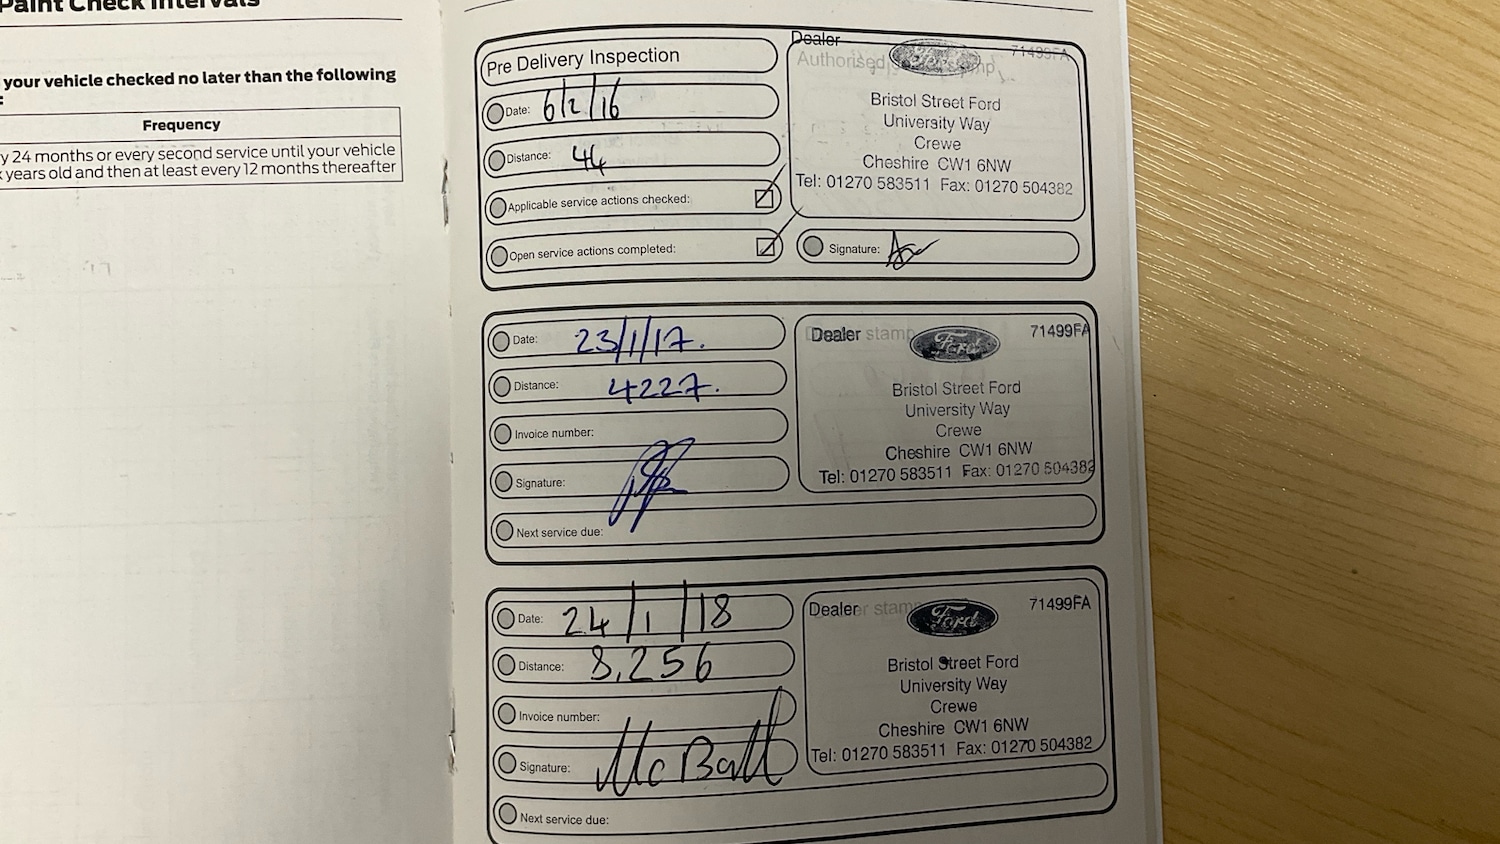 Paint Check Intervals
your vehicle checked no later than the following
:
Frequency
y 24 months or every second service until your vehicle
x years old and then at least every 12 months thereafter
Pre Delivery Inspection
Date: 6/2/16
Distance: 44
Applicable service actions checked:
Open service actions completed:
Dealer
Authorised stamp
Ford
71499FA
Bristol Street Ford
University Way
Crewe
Cheshire CW1 6NW
Tel: 01270 583511 Fax: 01270 504382
Signature:
Date: 23/1/17.
Distance: 4227.
Invoice number:
Signature:
Next service due:
Dealer stamp
Ford
71499FA
Bristol Street Ford
University Way
Crewe
Cheshire CW1 6NW
Tel: 01270 583511 Fax: 01270 504382
Date: 24/1/18
Distance: 8,256
Invoice number:
Signature: McBall
Next service due:
Dealer stamp
Ford
71499FA
Bristol Street Ford
University Way
Crewe
Cheshire CW1 6NW
Tel: 01270 583511 Fax: 01270 504382